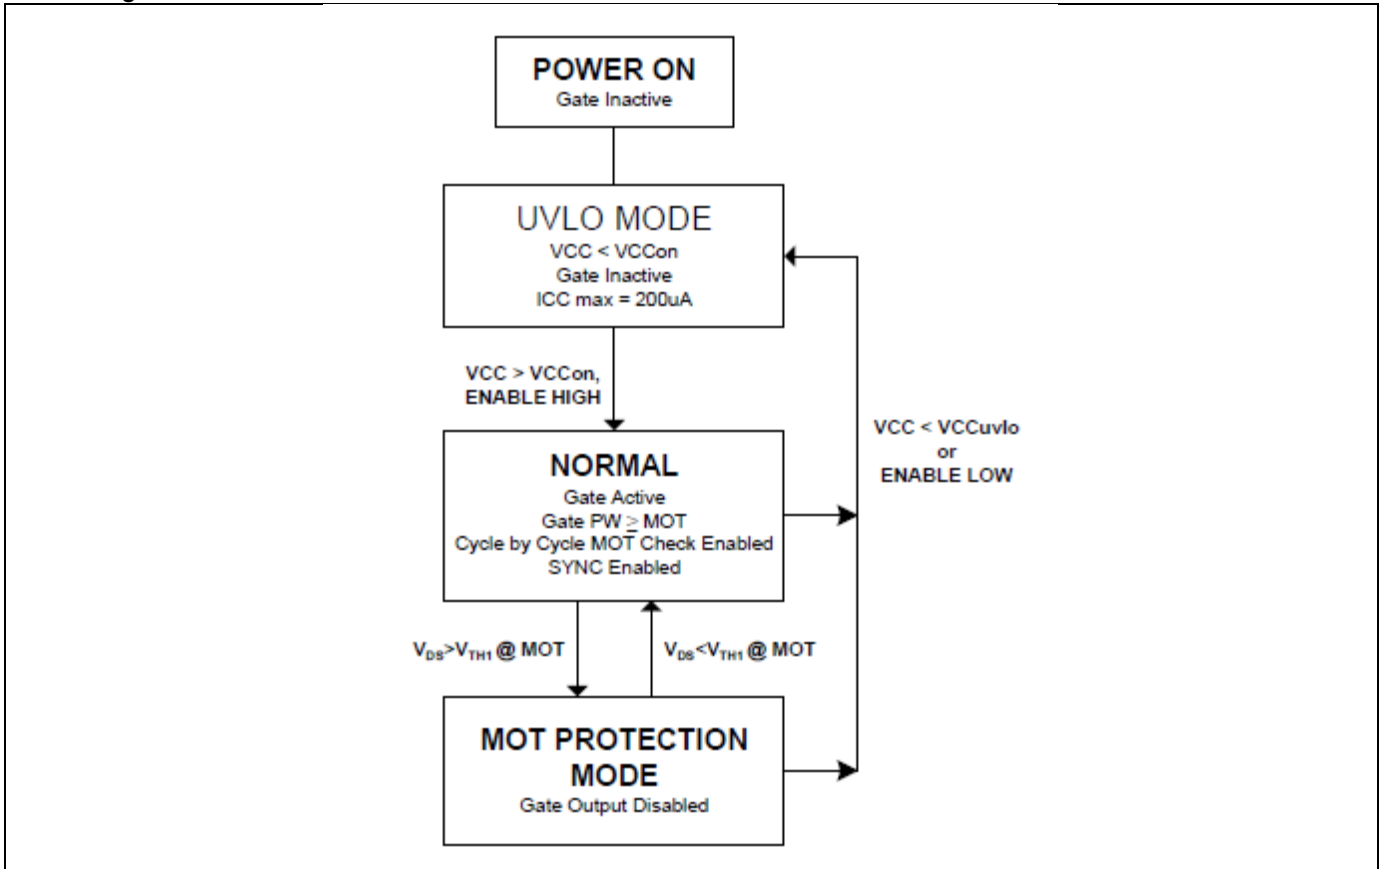 POWER ON
Gate Inactive
UVLO MODE
VCC < VCCon
Gate Inactive
ICC max = 200uA
VCC > VCCon,
ENABLE HIGH
VCC < VCCuvlo
or
ENABLE LOW
NORMAL
Gate Active
Gate PW ≥ MOT
Cycle by Cycle MOT Check Enabled
SYNC Enabled
VDS>VTH1 @ MOT
VDS<VTH1 @ MOT
MOT PROTECTION
MODE
Gate Output Disabled